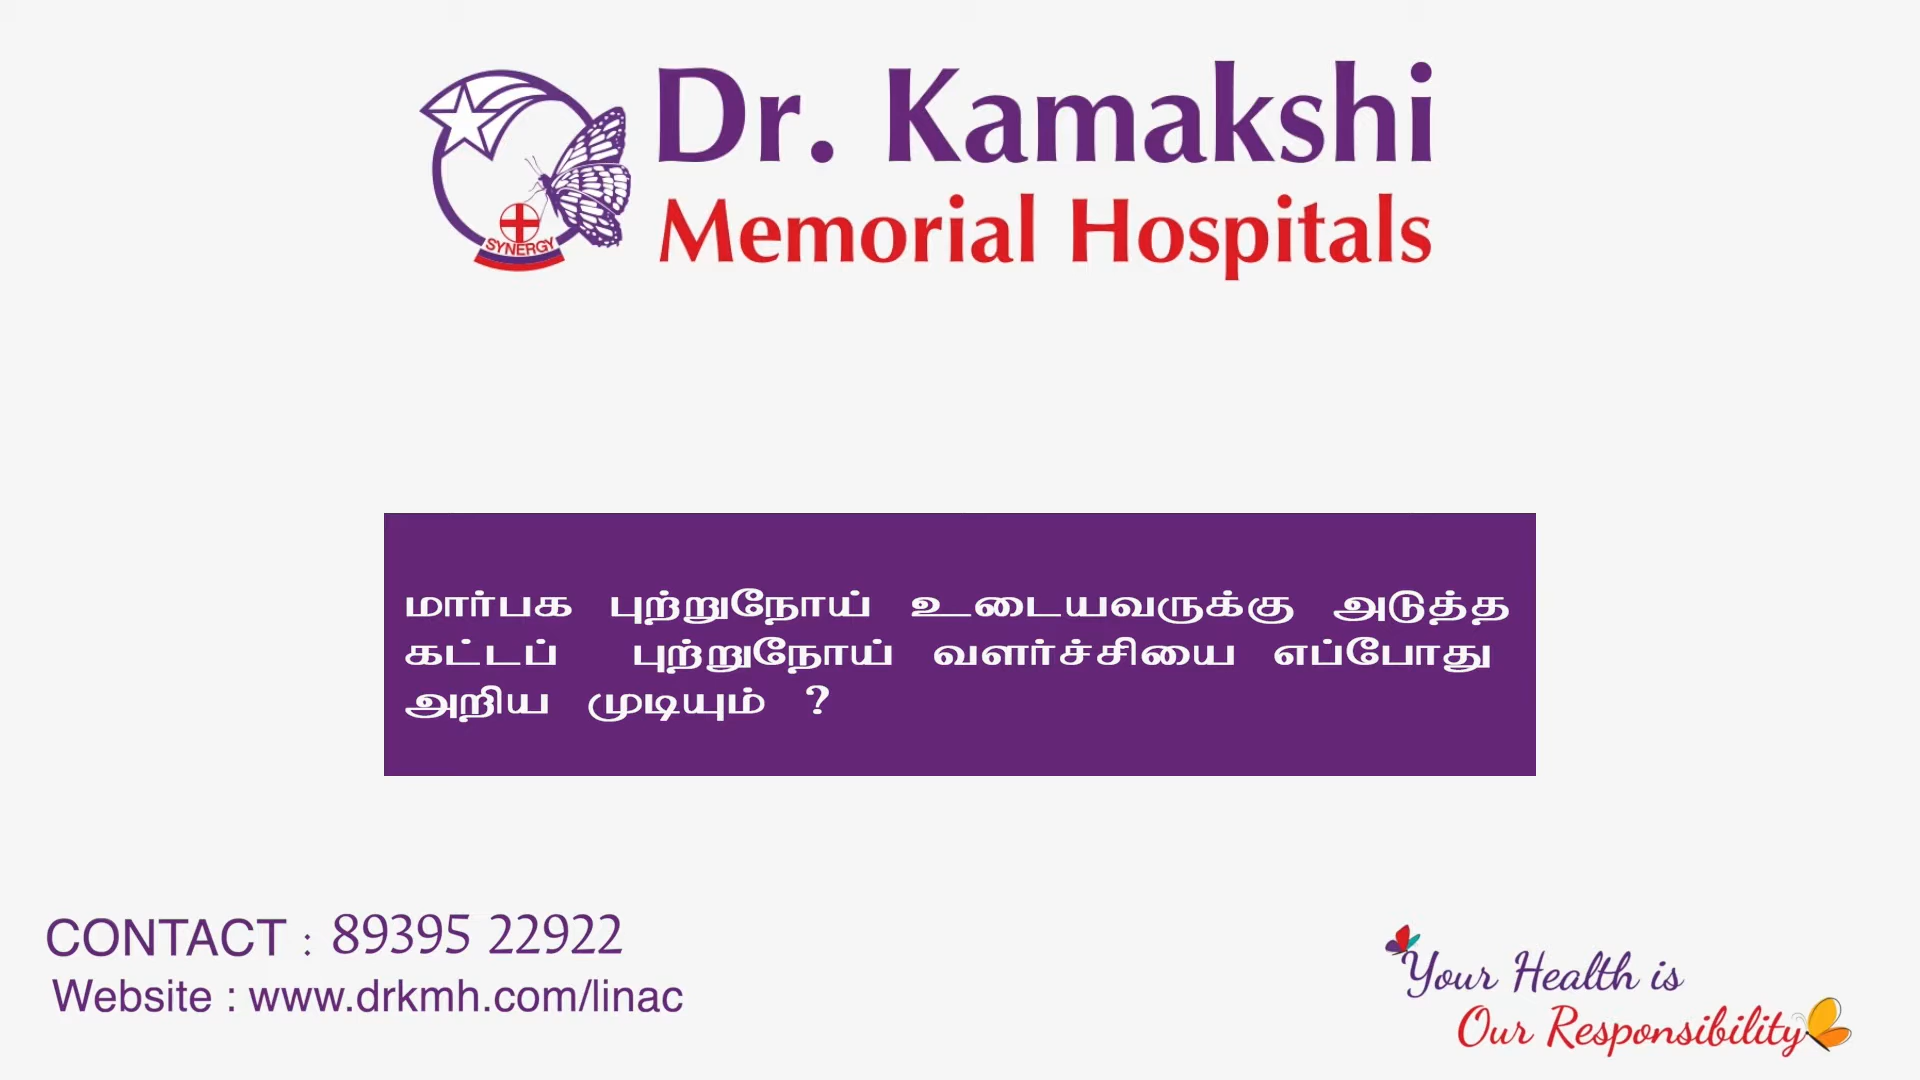 Dr. Kamakshi
Memorial Hospitals
SYNERGY
மார்பக புற்றுநோய் உடையவருக்கு அடுத்த
கட்டப் புற்றுநோய் வளர்ச்சியை எப்போது
அறிய முடியும் ?
CONTACT : 89395 22922
Website : www.drkmh.com/linac
Your Health is
Our Responsibility